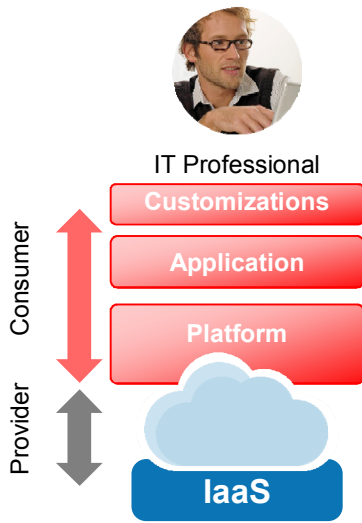 IT Professional
Customizations
Consumer
Application
Platform
Provider
IaaS